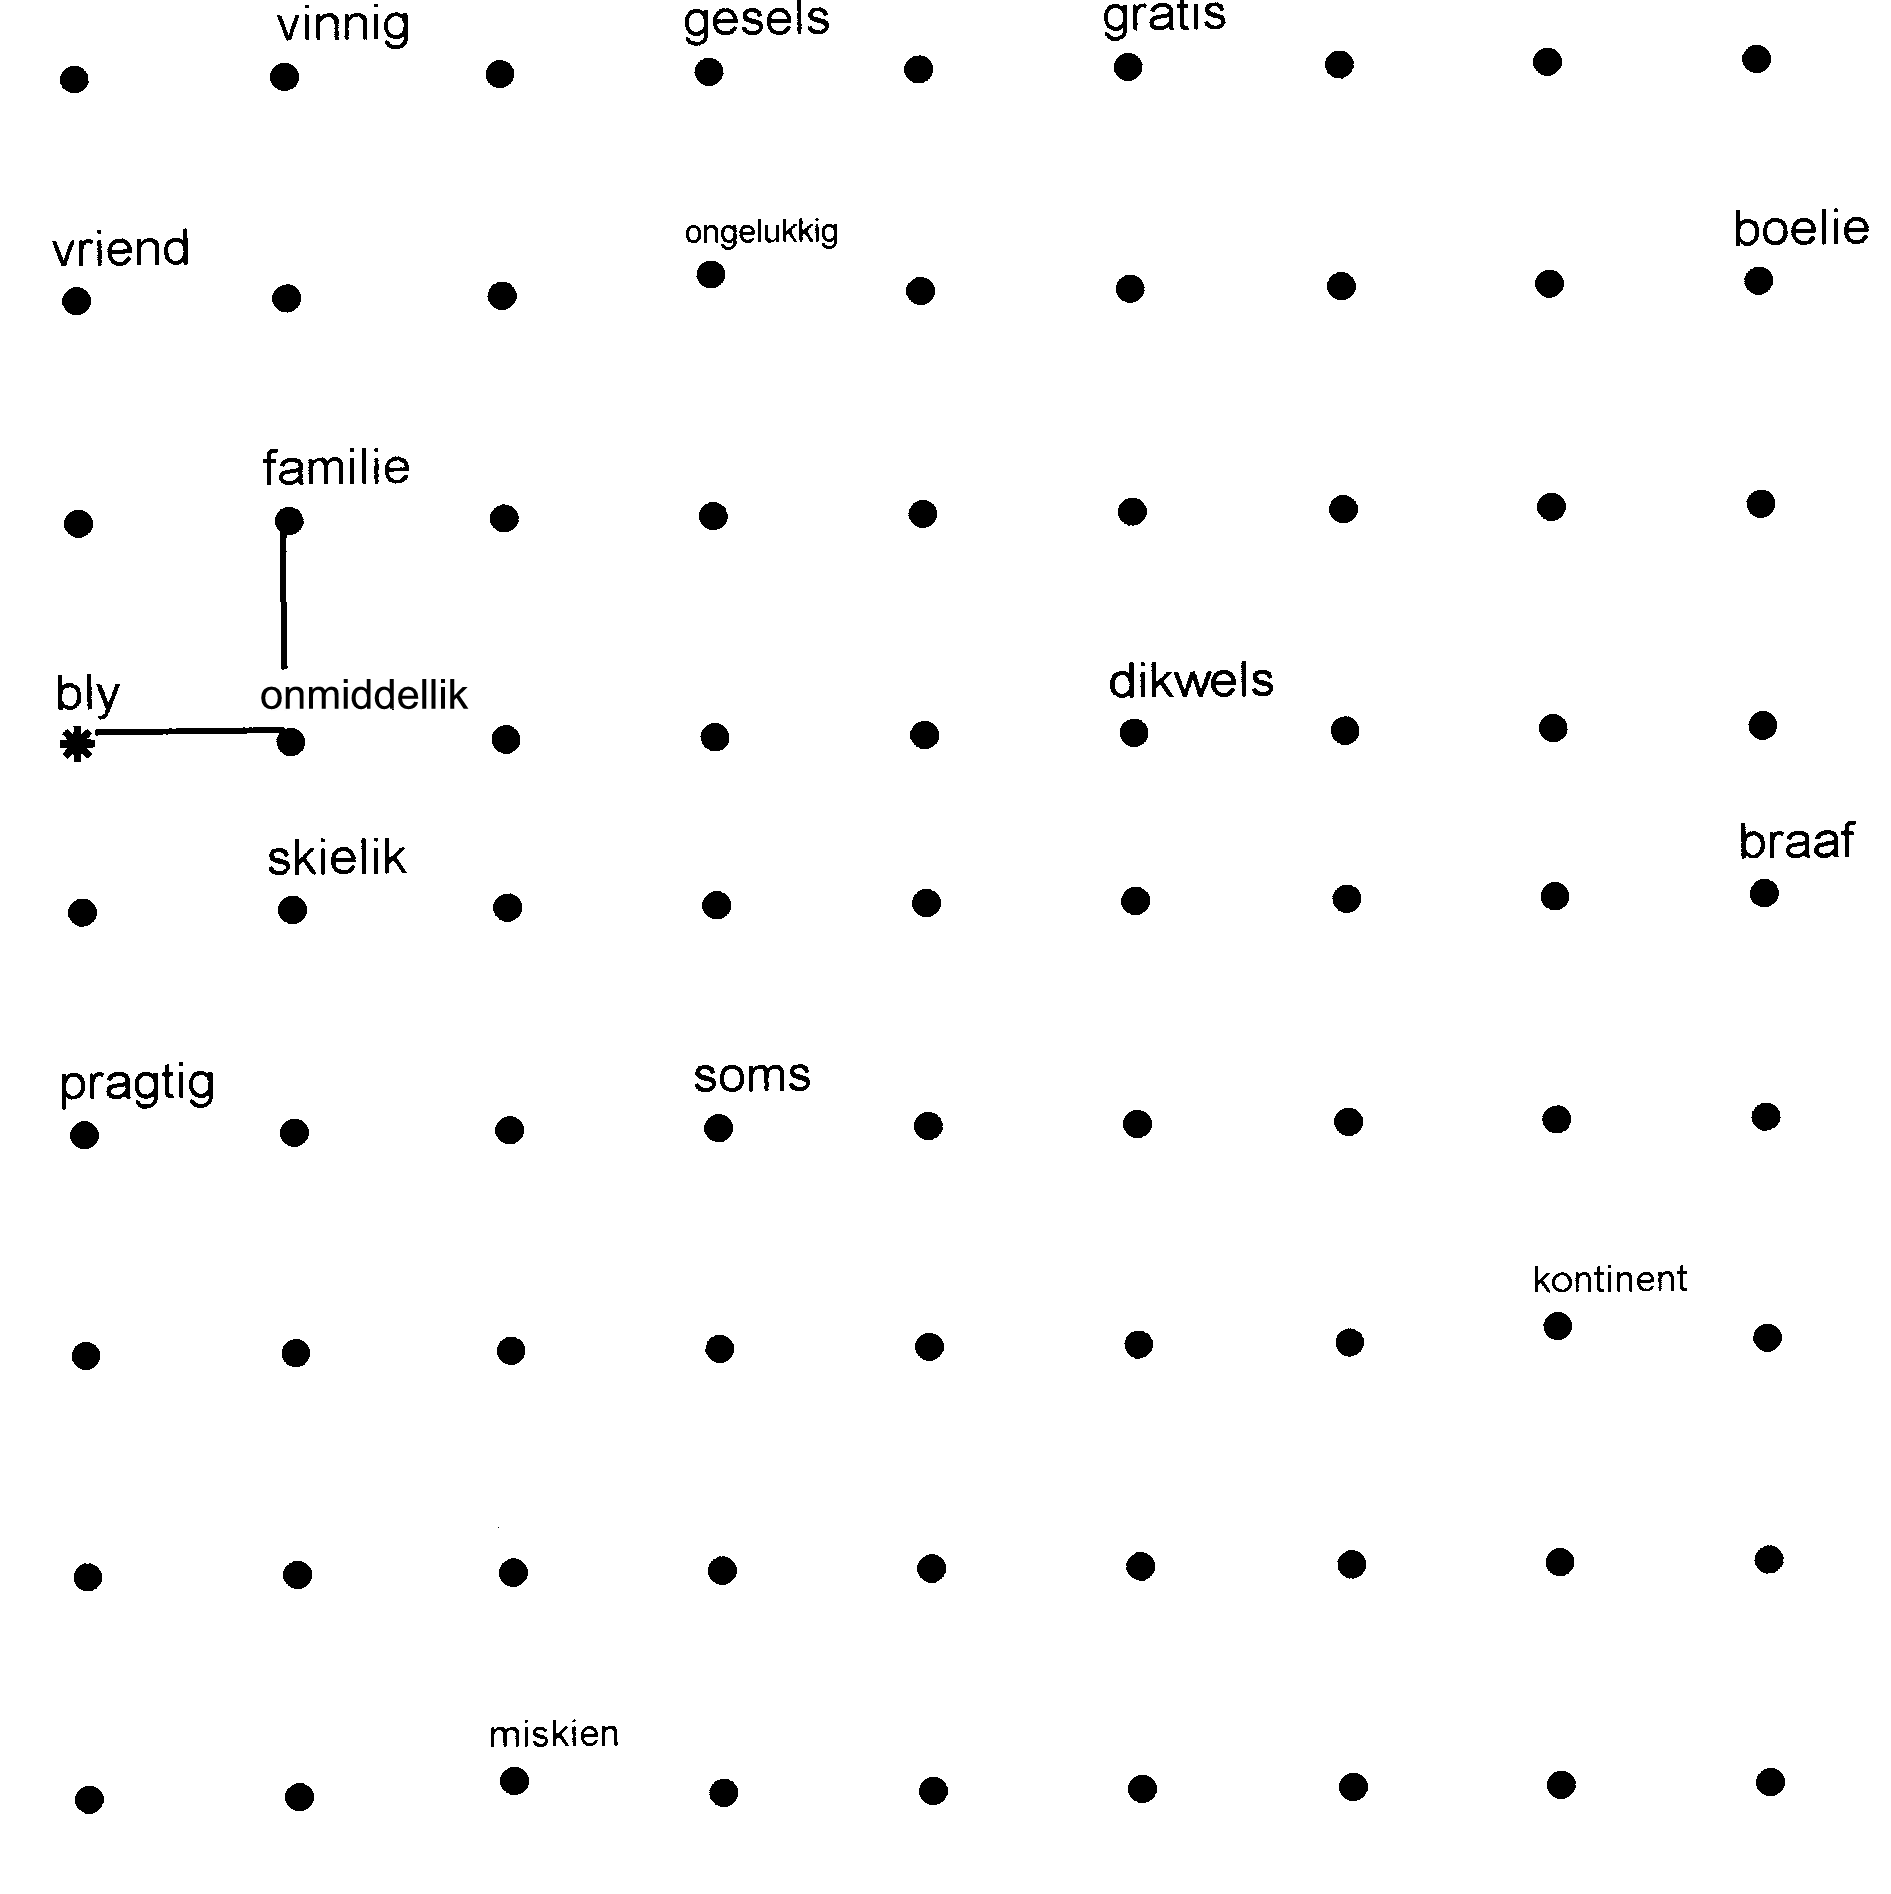 vinnig gesels gratis
vriend ongelukkig boelie
familie
bly onmiddellik dikwels
skielik braaf
pragtig soms
kontinent
miskien